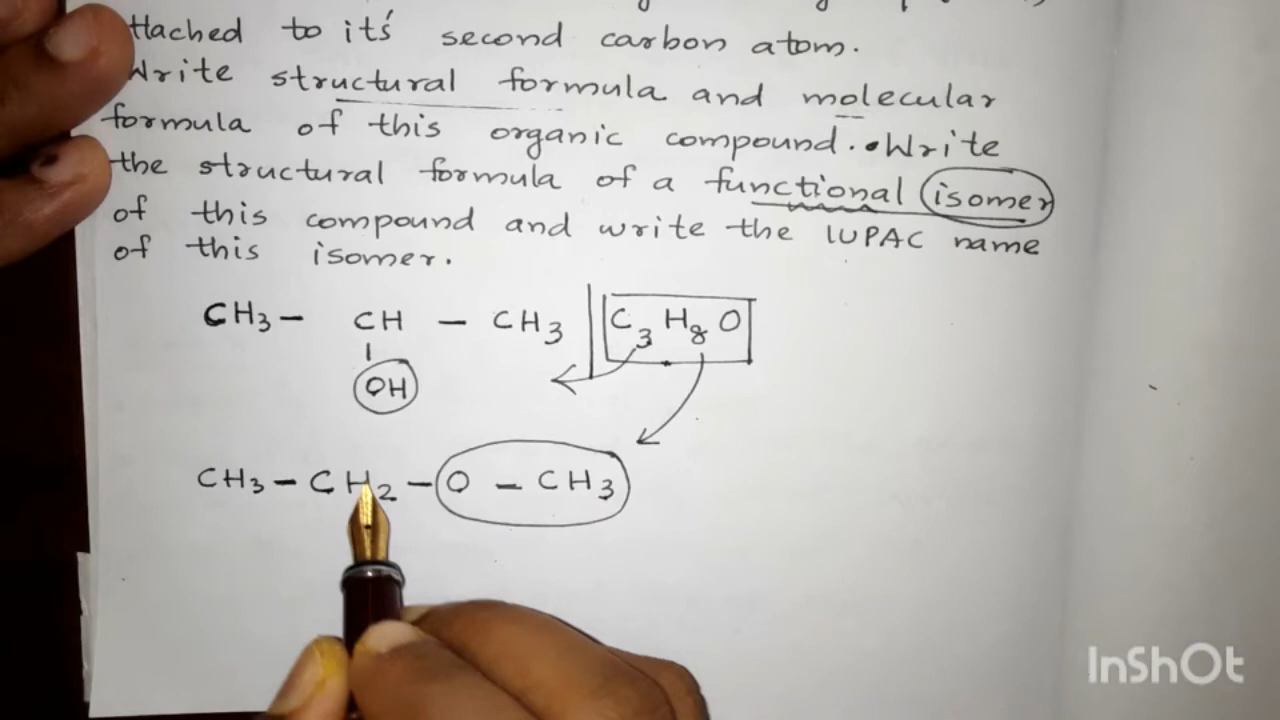 ttached to it's second carbon atom.
Write structural formula and molecular
formula of this organic compound. Write
the structural formula of a functional isomer
of this compound and write the IUPAC name
of this isomer.
CH3 - CH - CH3 C3H8O
OH
CH3 - CH2 - O - CH3
InShOt